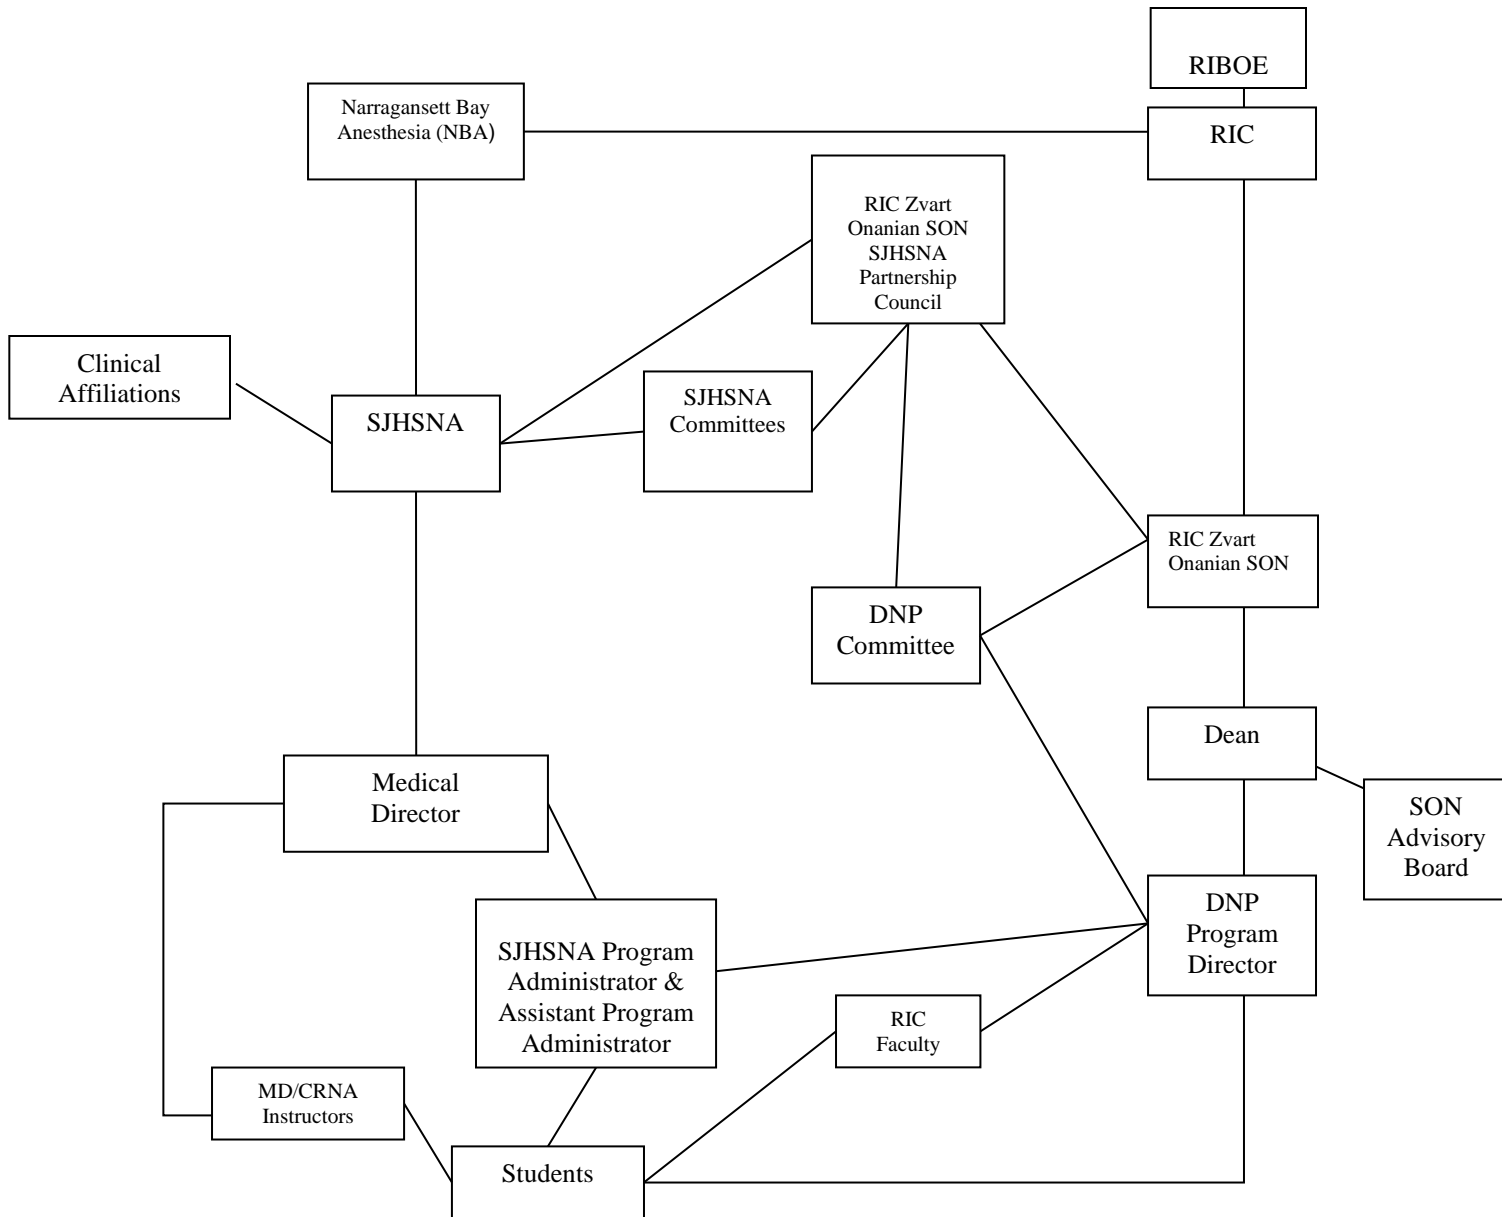 RIBOE
Narragansett Bay
Anesthesia (NBA)
RIC
RIC Zvart
Onanian SON
SJHSNA
Partnership
Council
Clinical
Affiliations
SJHSNA
SJHSNA
Committees
RIC Zvart
Onanian SON
DNP
Committee
Dean
Medical
Director
SON
Advisory
Board
DNP
Program
Director
SJHSNA Program
Administrator &
Assistant Program
Administrator
RIC
Faculty
MD/CRNA
Instructors
Students